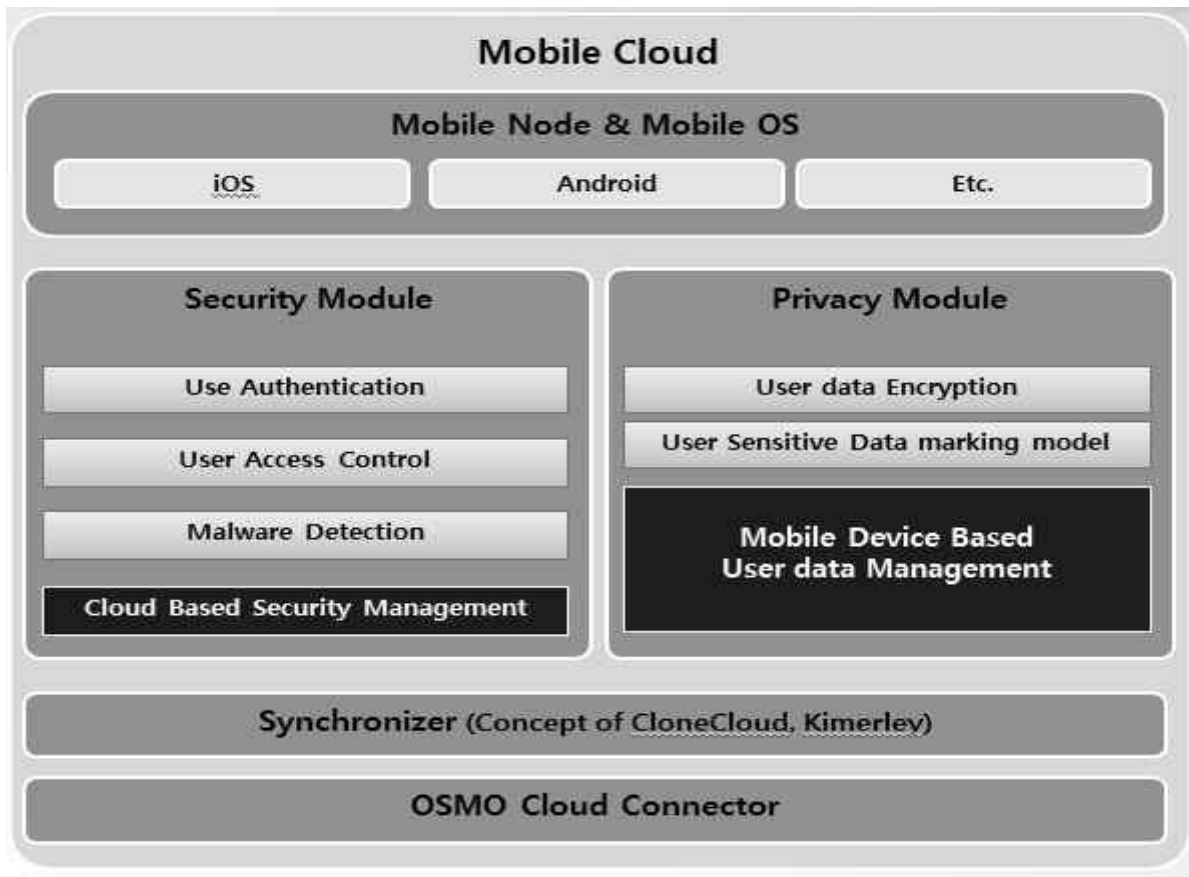 Mobile Cloud
Mobile Node & Mobile OS
iOS
Android
Etc.
Security Module
Use Authentication
User Access Control
Malware Detection
Cloud Based Security Management
Privacy Module
User data Encryption
User Sensitive Data marking model
Mobile Device Based
User data Management
Synchronizer (Concept of CloneCloud, Kimerley)
OSMO Cloud Connector